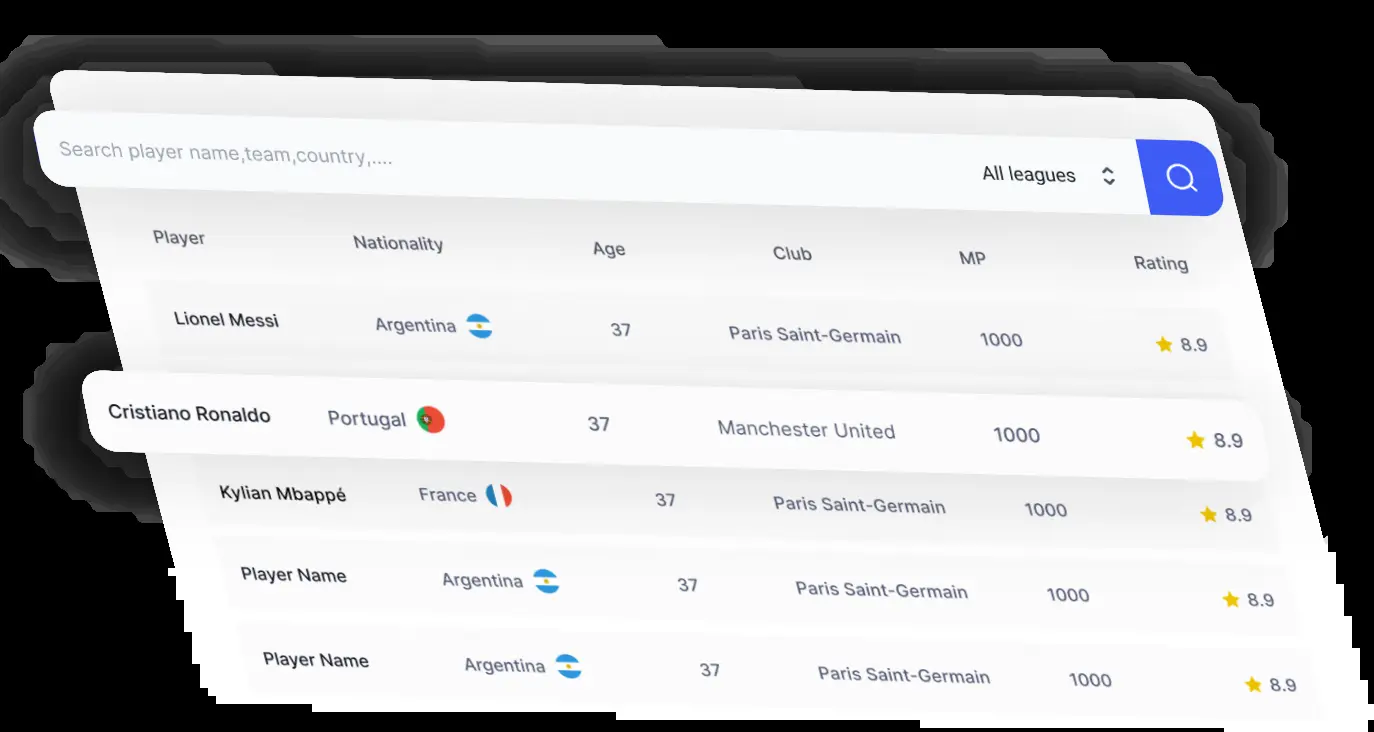 Search player name,team,country,....
All leagues
Player Nationality Age Club MP Rating
Lionel Messi Argentina 37 Paris Saint-Germain 1000 8.9
Cristiano Ronaldo Portugal 37 Manchester United 1000 8.9
Kylian Mbappé France 37 Paris Saint-Germain 1000 8.9
Player Name Argentina 37 Paris Saint-Germain 1000 8.9
Player Name Argentina 37 Paris Saint-Germain 1000 8.9